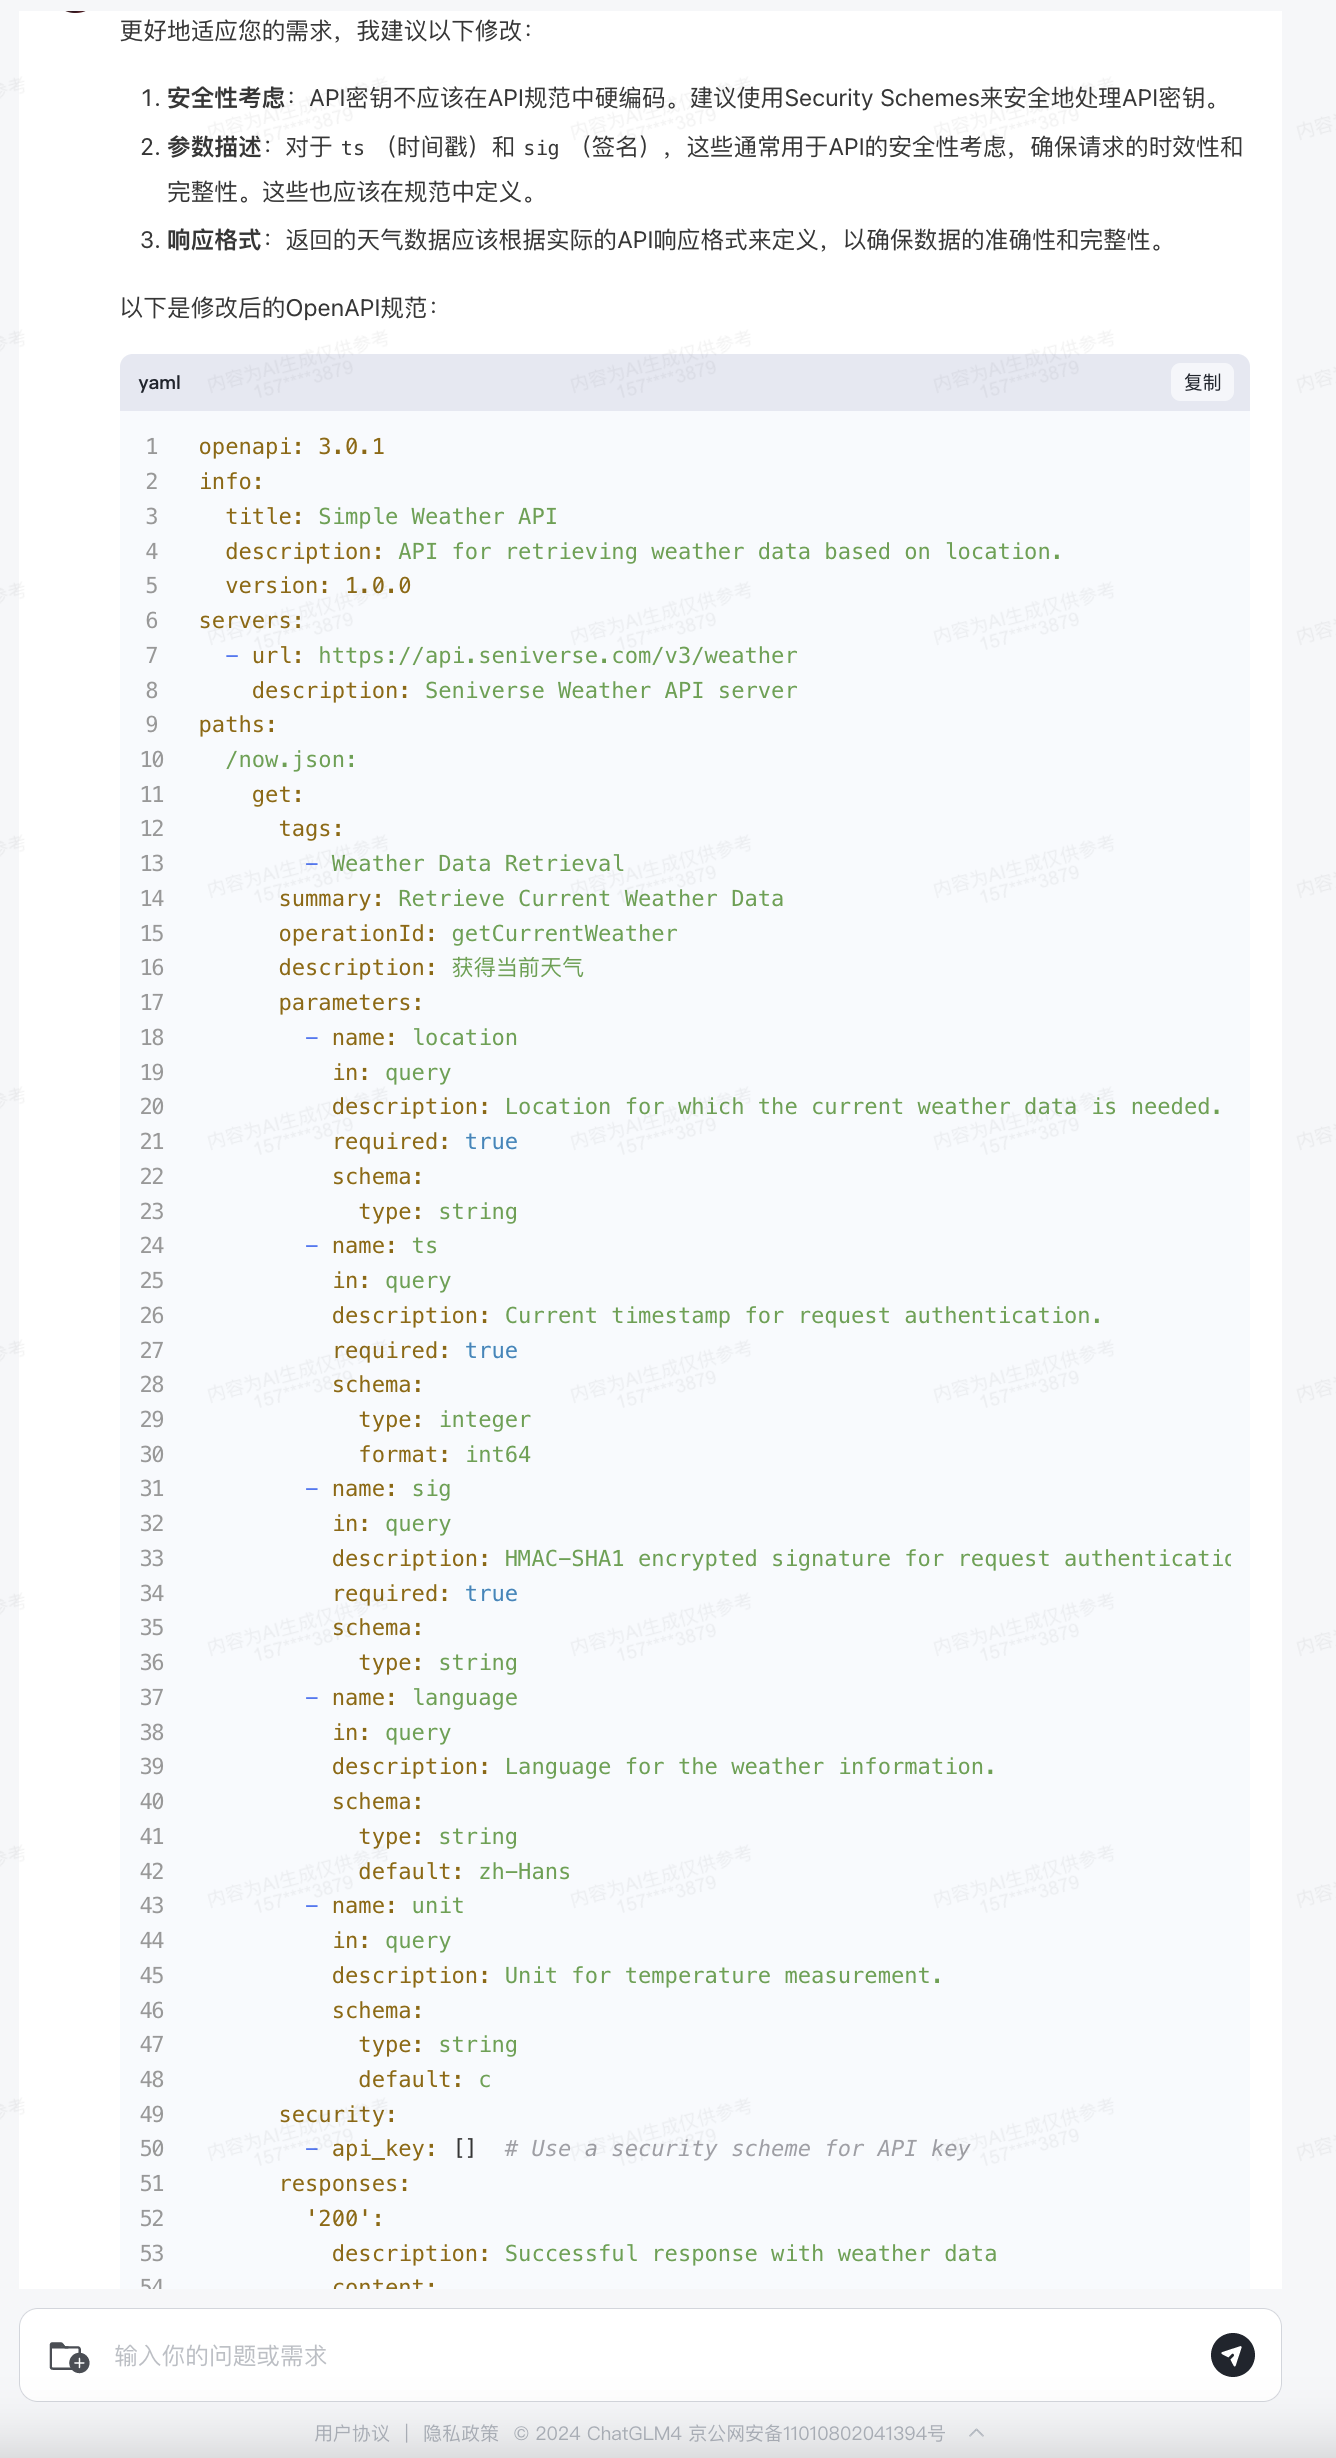 更好地适应您的需求，我建议以下修改：
1. 安全性考虑：API密钥不应该在API规范中硬编码。建议使用Security Schemes来安全地处理API密钥。
2. 参数描述：对于 ts （时间戳）和 sig （签名），这些通常用于API的安全性考虑，确保请求的时效性和
完整性。这些也应该在规范中定义。
3. 响应格式：返回的天气数据应该根据实际的API响应格式来定义，以确保数据的准确性和完整性。
以下是修改后的OpenAPI规范：
yaml 复制
1 openapi: 3.0.1
2 info:
3 title: Simple Weather API
4 description: API for retrieving weather data based on location.
5 version: 1.0.0
6 servers:
7 - url: https://api.seniverse.com/v3/weather
8 description: Seniverse Weather API server
9 paths:
10 /now.json:
11 get:
12 tags:
13 - Weather Data Retrieval
14 summary: Retrieve Current Weather Data
15 operationId: getCurrentWeather
16 description: 获得当前天气
17 parameters:
18 - name: location
19 in: query
20 description: Location for which the current weather data is needed.
21 required: true
22 schema:
23 type: string
24 - name: ts
25 in: query
26 description: Current timestamp for request authentication.
27 required: true
28 schema:
29 type: integer
30 format: int64
31 - name: sig
32 in: query
33 description: HMAC-SHA1 encrypted signature for request authenticatio
34 required: true
35 schema:
36 type: string
37 - name: language
38 in: query
39 description: Language for the weather information.
40 schema:
41 type: string
42 default: zh-Hans
43 - name: unit
44 in: query
45 description: Unit for temperature measurement.
46 schema:
47 type: string
48 default: c
49 security:
50 - api_key: [] # Use a security scheme for API key
51 responses:
52 '200':
53 description: Successful response with weather data
54 content:
输入你的问题或需求
用户协议 | 隐私政策 © 2024 ChatGLM4 京公网安备11010802041394号
内容为AI生成仅供参考
157****3879